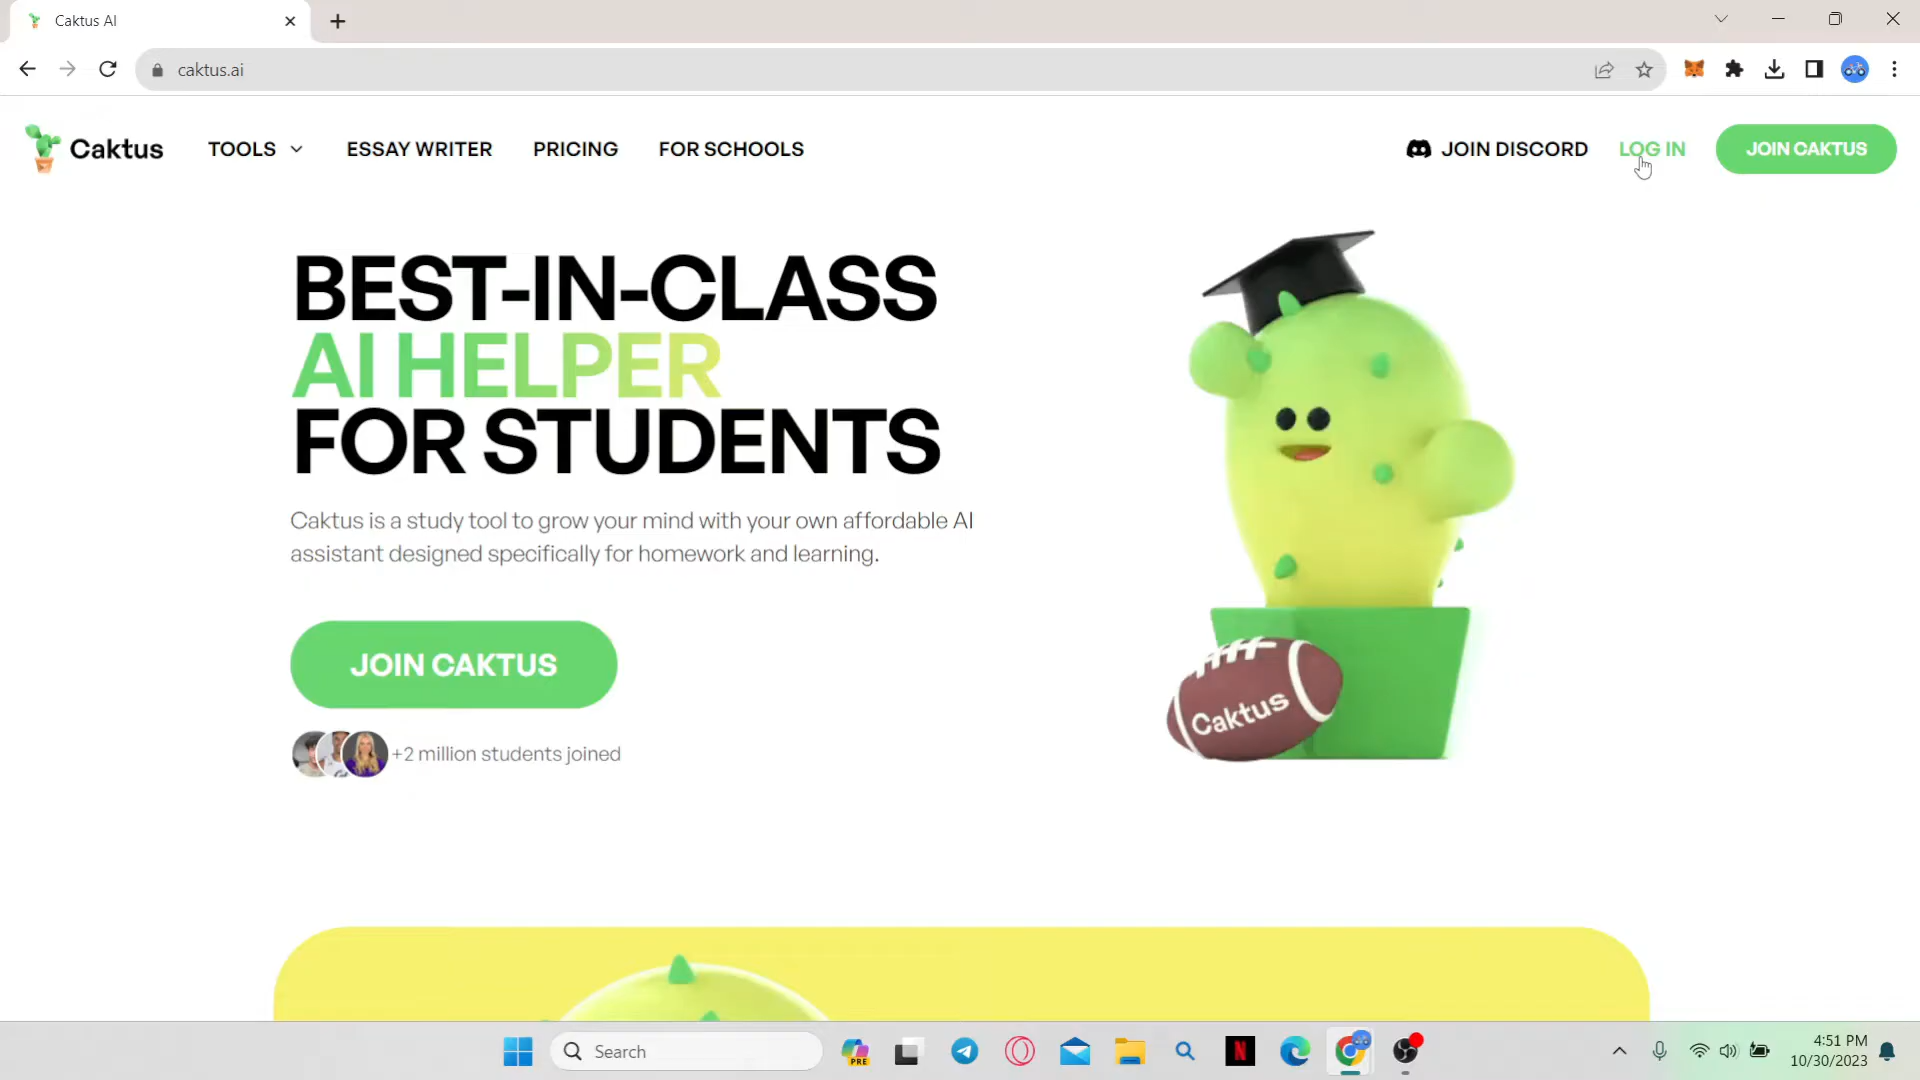 Caktus AI
caktus.ai
Caktus
TOOLS
ESSAY WRITER
PRICING
FOR SCHOOLS
JOIN DISCORD
LOG IN
JOIN CAKTUS
BEST-IN-CLASS
AI HELPER
FOR STUDENTS
Caktus is a study tool to grow your mind with your own affordable AI
assistant designed specifically for homework and learning.
JOIN CAKTUS
+2 million students joined
Caktus
Search
PRE
N
4:51 PM
10/30/2023